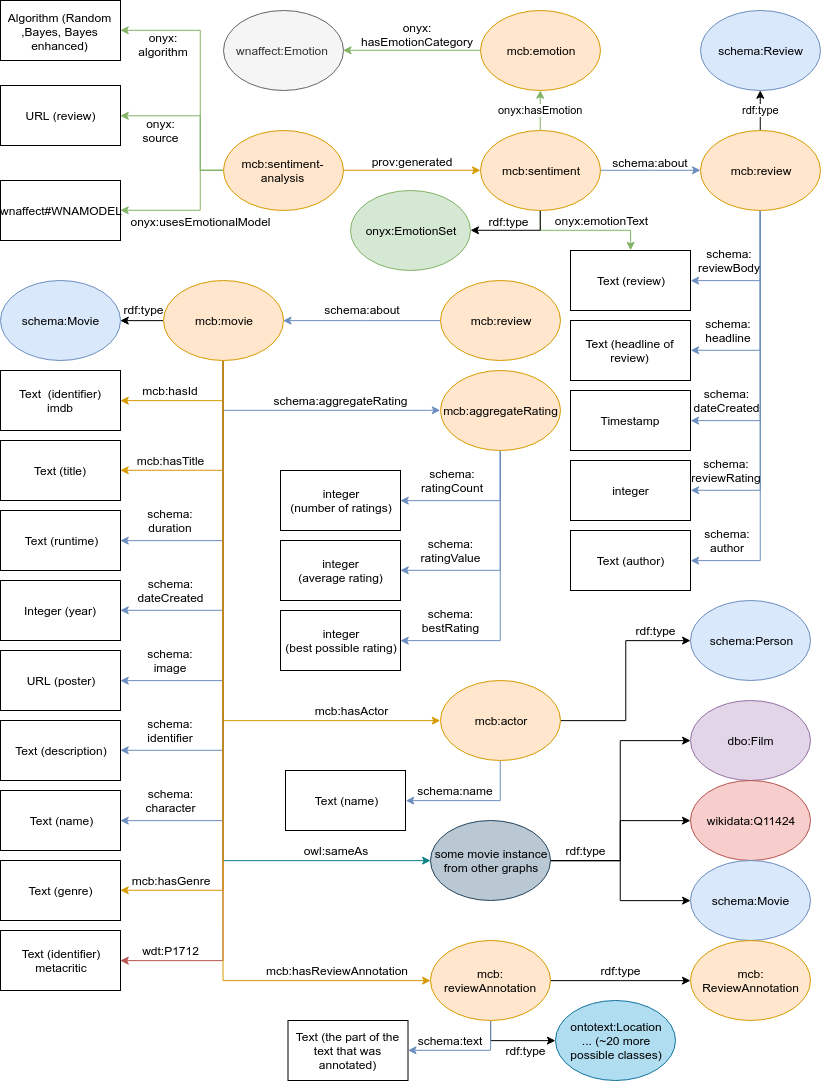 Algorithm (Random
,Bayes, Bayes
enhanced)
onyx:
algorithm
wnaffect:Emotion
onyx:
hasEmotionCategory
mcb:emotion
schema:Review
URL (review)
onyx:
source
onyx:hasEmotion
rdf:type
mcb:sentiment-
analysis
prov:generated
mcb:sentiment
schema:about
mcb:review
wnaffect#WNAMODEL
onyx:usesEmotionalModel
onyx:EmotionSet
rdf:type
onyx:emotionText
Text (review)
schema:
reviewBody
schema:Movie
rdf:type
mcb:movie
schema:about
mcb:review
Text (headline of
review)
schema:
headline
Text  (identifier)
imdb
mcb:hasId
schema:aggregateRating
mcb:aggregateRating
Timestamp
schema:
dateCreated
Text (title)
mcb:hasTitle
integer
(number of ratings)
schema:
ratingCount
integer
schema:
reviewRating
Text (runtime)
schema:
duration
integer
(average rating)
schema:
ratingValue
Text (author)
schema:
author
Integer (year)
schema:
dateCreated
integer
(best possible rating)
schema:
bestRating
rdf:type
schema:Person
URL (poster)
schema:
image
mcb:hasActor
mcb:actor
Text (description)
schema:
identifier
dbo:Film
Text (name)
schema:
character
Text (name)
schema:name
wikidata:Q11424
owl:sameAs
some movie instance
from other graphs
rdf:type
Text (genre)
mcb:hasGenre
schema:Movie
Text (identifier)
metacritic
wdt:P1712
mcb:hasReviewAnnotation
mcb:
reviewAnnotation
rdf:type
mcb:
ReviewAnnotation
Text (the part of the
text that was
annotated)
schema:text
rdf:type
ontotext:Location
... (~20 more
possible classes)